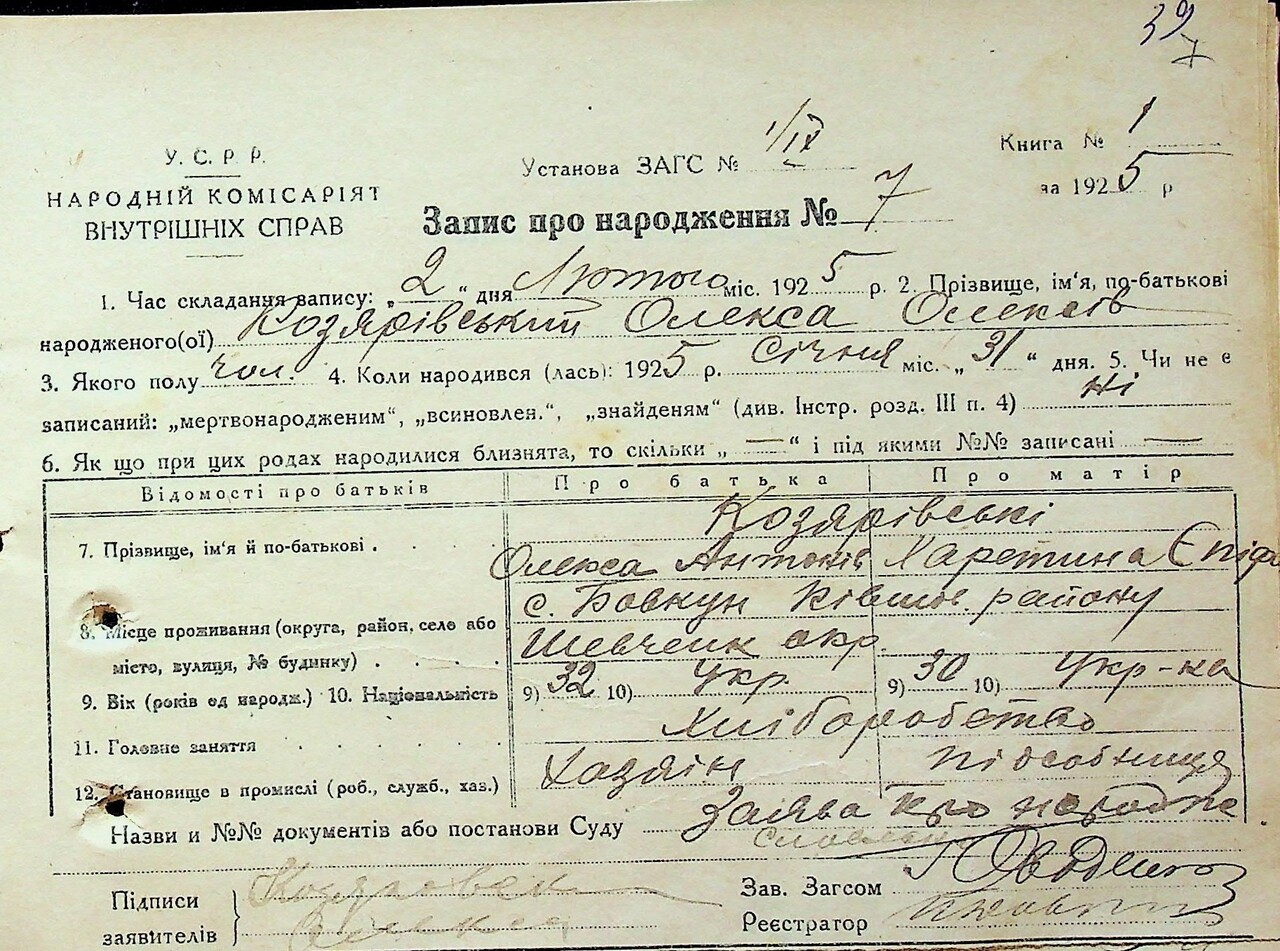 39
7
У. С. Р. Р.
НАРОДНІЙ КОМІСАРІЯТ
ВНУТРІШНІХ СПРАВ
Установа ЗАГС № 1/IV
Книга № 1
за 1925 р
Запис про народження № 7
1. Час складання запису: „2“ дня Лютого міс. 1925 р. 2. Прізвище, ім'я, по-батькові
народженого(ої) Козярівський Олекса Олексів
3. Якого полу чол. 4. Коли народився (лась): 1925 р. Січня міс. „31“ дня. 5. Чи не є
записаний: „мертвонародженим“, „всиновлен.“, „знайденям“ (див. Інстр. розд. III п. 4) ні
6. Як що при цих родах народилися близнята, то скільки „—“ і під якими №№ записані —
Відомості про батьків Про батька Про матір
Козярівські
7. Прізвище, ім'я й по-батькові . . . . Олекса Антонів Харетина Єпіф
с. Бовкун району
8. Місце проживання (округа, район, село або
місто, вулиця, № будинку) . . . . Шевченк окр.
9. Вік (років од народж.) 10. Національність 9) 32 10) Укр. 9) 30 10) Укр-ка
11. Головне заняття . . . . . . Хліборобство
12. Становище в промислі (роб., служб., хаз.) Хазяін підсобниця
Назви и №№ документів або постанови Суду Заява про народже
Підписи
заявителів
Зав. Загсом
Реєстратор